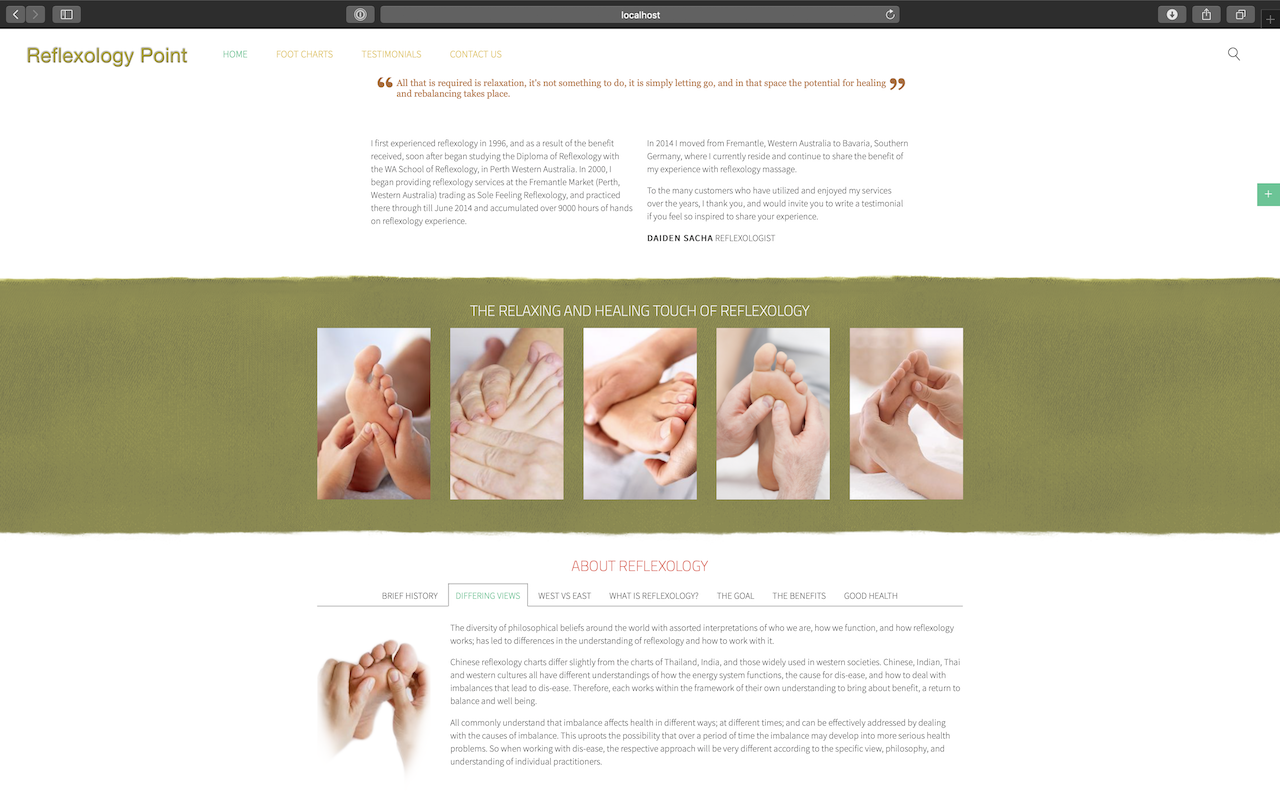 localhost
Reflexology Point HOME FOOT CHARTS TESTIMONIALS CONTACT US
“ All that is required is relaxation, it's not something to do, it is simply letting go, and in that space the potential for healing ”
and rebalancing takes place.
I first experienced reflexology in 1996, and as a result of the benefit
received, soon after began studying the Diploma of Reflexology with
the WA School of Reflexology, in Perth Western Australia. In 2000, I
began providing reflexology services at the Fremantle Market (Perth,
Western Australia) trading as Sole Feeling Reflexology, and practiced
there through till June 2014 and accumulated over 9000 hours of hands
on reflexology experience.
In 2014 I moved from Fremantle, Western Australia to Bavaria, Southern
Germany, where I currently reside and continue to share the benefit of
my experience with reflexology massage.
To the many customers who have utilized and enjoyed my services
over the years, I thank you, and would invite you to write a testimonial
if you feel so inspired to share your experience.
DAIDEN SACHA REFLEXOLOGIST
+
THE RELAXING AND HEALING TOUCH OF REFLEXOLOGY
ABOUT REFLEXOLOGY
BRIEF HISTORY DIFFERING VIEWS WEST VS EAST WHAT IS REFLEXOLOGY? THE GOAL THE BENEFITS GOOD HEALTH
The diversity of philosophical beliefs around the world with assorted interpretations of who we are, how we function, and how reflexology
works; has led to differences in the understanding of reflexology and how to work with it.
Chinese reflexology charts differ slightly from the charts of Thailand, India, and those widely used in western societies. Chinese, Indian, Thai
and western cultures all have different understandings of how the energy system functions, the cause for dis-ease, and how to deal with
imbalances that lead to dis-ease. Therefore, each works within the framework of their own understanding to bring about benefit, a return to
balance and well being.
All commonly understand that imbalance affects health in different ways; at different times; and can be effectively addressed by dealing
with the causes of imbalance. This uproots the possibility that over a period of time the imbalance may develop into more serious health
problems. So when working with dis-ease, the respective approach will be very different according to the specific view, philosophy, and
understanding of individual practitioners.